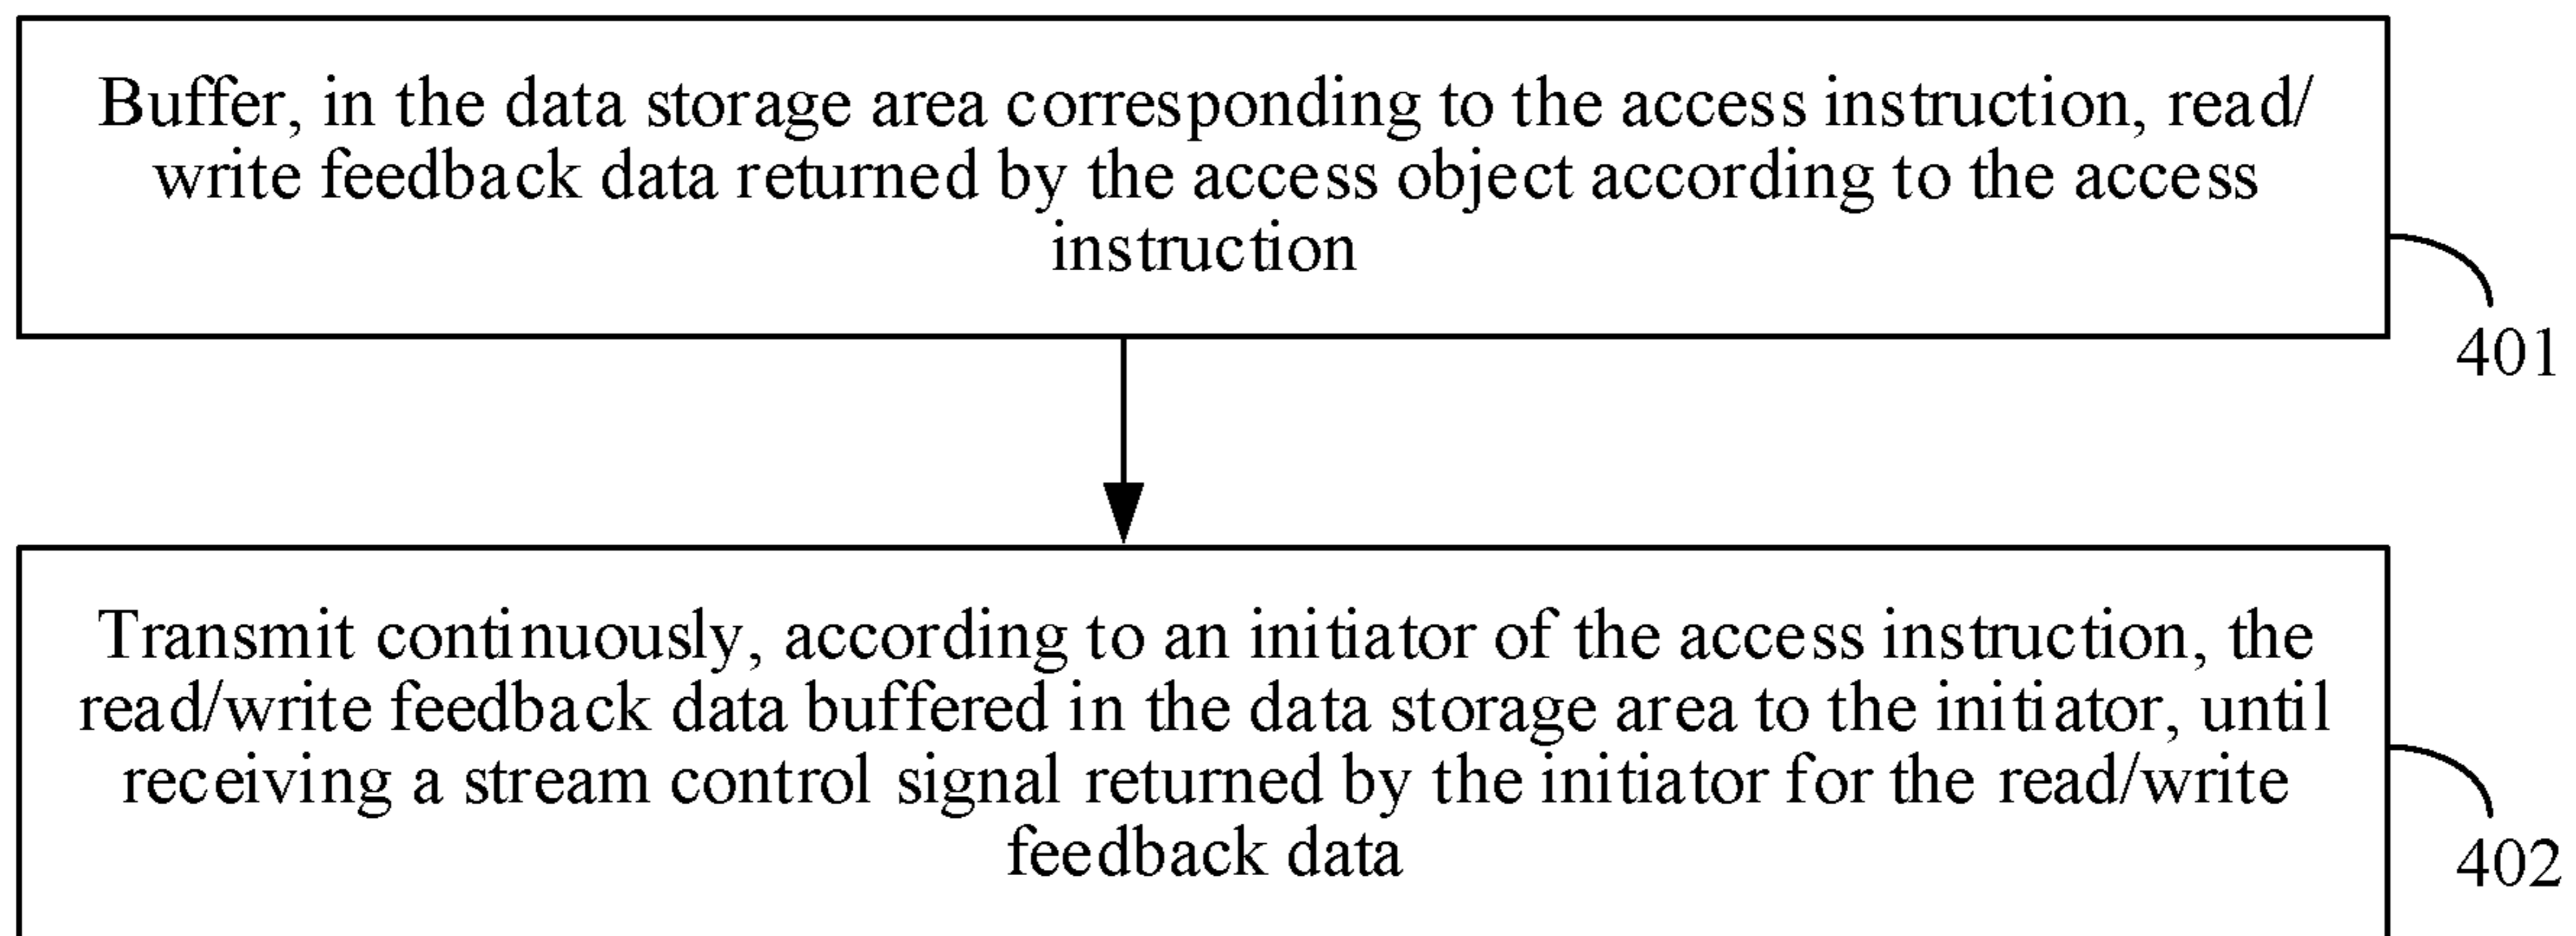 Buffer, in the data storage area corresponding to the access instruction, read/
write feedback data returned by the access object according to the access
instruction
401
Transmit continuously, according to an initiator of the access instruction, the
read/write feedback data buffered in the data storage area to the initiator, until
receiving a stream control signal returned by the initiator for the read/write
feedback data
402